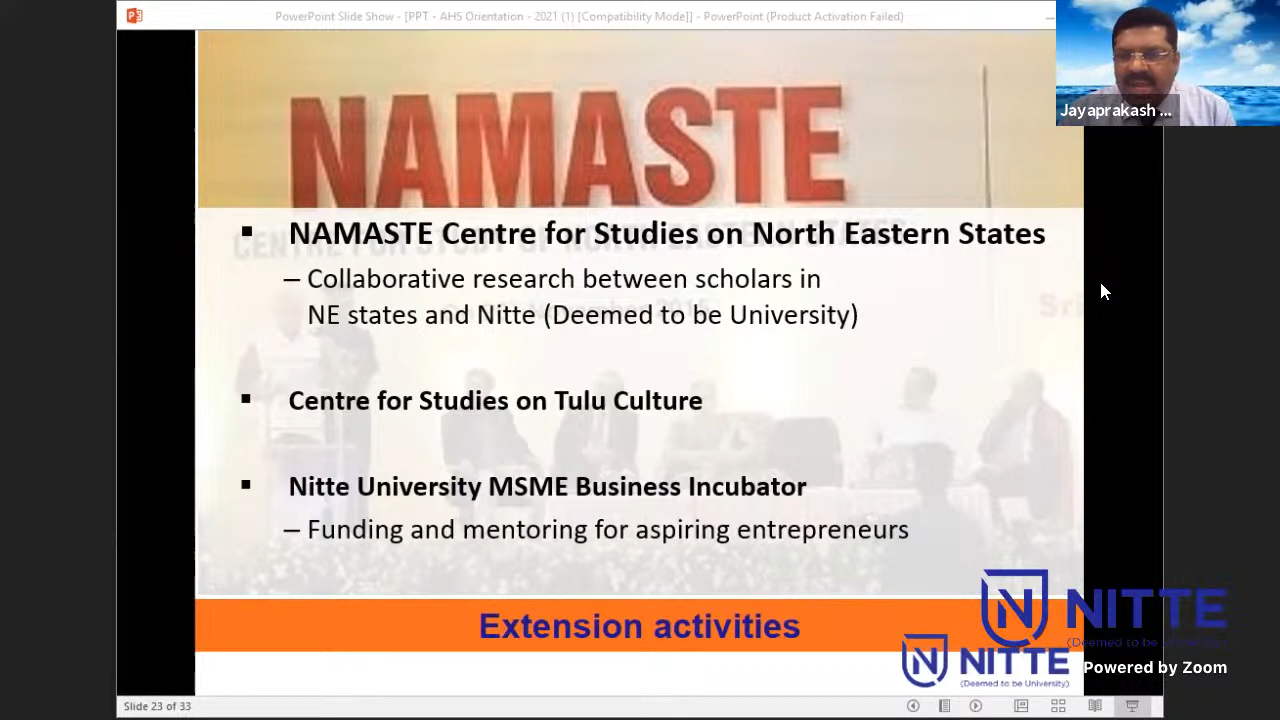 PowerPoint Slide Show - [PPT - AHS Orientation - 2021 (1) [Compatibility Mode]] - PowerPoint (Product Activation Failed)
Jayaprakash ...
NAMASTE
▪ NAMASTE Centre for Studies on North Eastern States
– Collaborative research between scholars in
NE states and Nitte (Deemed to be University)
▪ Centre for Studies on Tulu Culture
▪ Nitte University MSME Business Incubator
– Funding and mentoring for aspiring entrepreneurs
Extension activities
NITTE
(Deemed to be
NITTE
(Deemed to be University)
Powered by Zoom
Slide 23 of 33